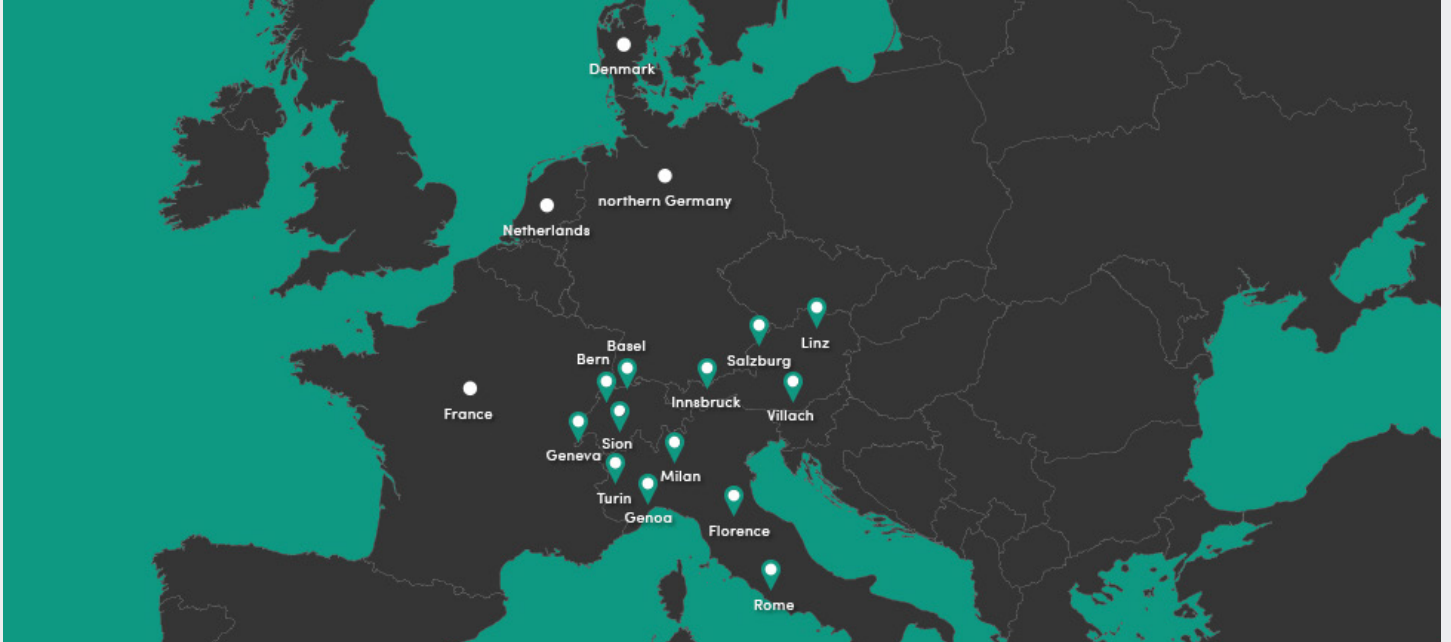 Denmark
northern Germany
Netherlands
Linz
Basel
Salzburg
Bern
Innsbruck
France
Villach
Sion
Geneva
Milan
Turin
Genoa
Florence
Rome